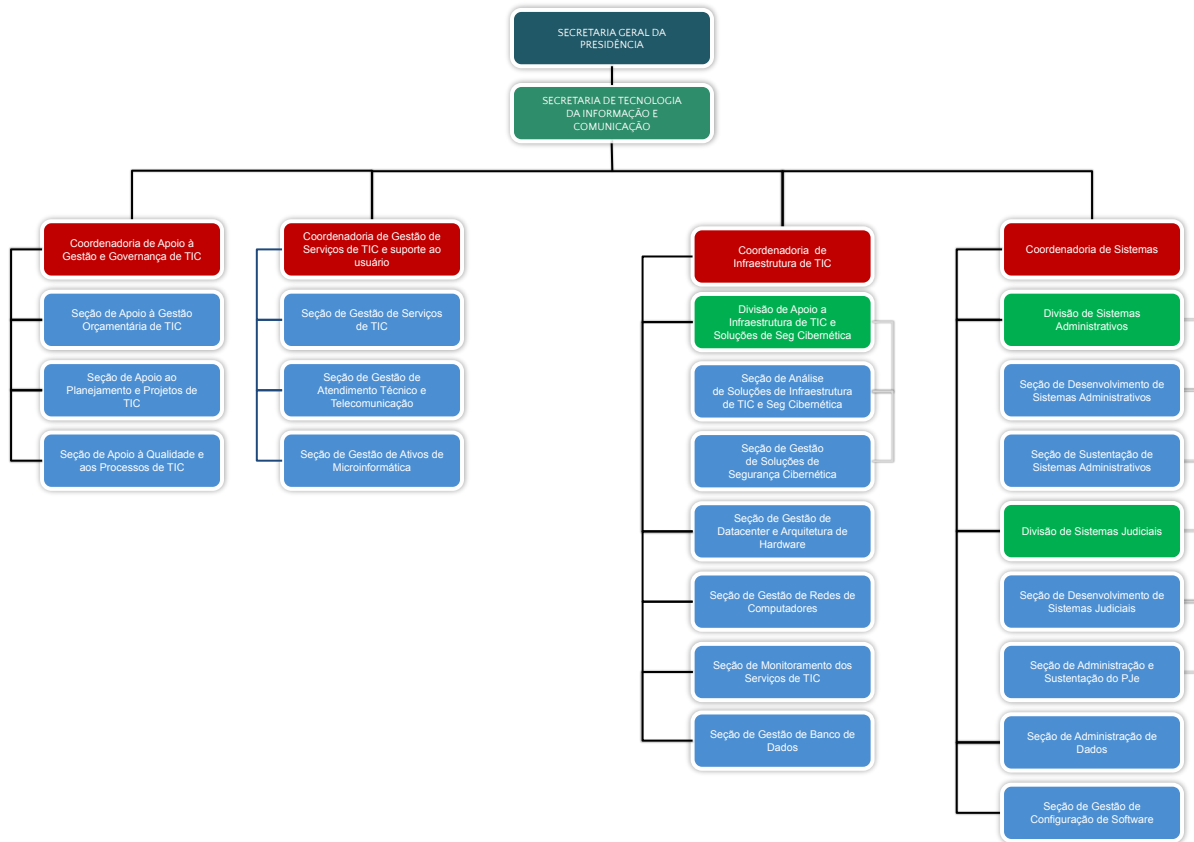 SECRETARIA GERAL DA
PRESIDÊNCIA
SECRETARIA DE TECNOLOGIA
DA INFORMAÇÃO E
COMUNICAÇÃO
Coordenadoria de Apoio à
Gestão e Governança de TIC
Seção de Apoio à Gestão
Orçamentária de TIC
Seção de Apoio ao
Planejamento e Projetos de
TIC
Seção de Apoio à Qualidade e
aos Processos de TIC
Coordenadoria de Gestão de
Serviços de TIC e suporte ao
usuário
Seção de Gestão de Serviços
de TIC
Seção de Gestão de
Atendimento Técnico e
Telecomunicação
Seção de Gestão de Ativos de
Microinformática
Coordenadoria de
Infraestrutura de TIC
Divisão de Apoio a
Infraestrutura de TIC e
Soluções de Seg Cibernética
Seção de Análise
de Soluções de Infraestrutura
de TIC e Seg Cibernética
Seção de Gestão
de Soluções de
Segurança Cibernética
Seção de Gestão de
Datacenter e Arquitetura de
Hardware
Seção de Gestão de Redes de
Computadores
Seção de Monitoramento dos
Serviços de TIC
Seção de Gestão de Banco de
Dados
Coordenadoria de Sistemas
Divisão de Sistemas
Administrativos
Seção de Desenvolvimento de
Sistemas Administrativos
Seção de Sustentação de
Sistemas Administrativos
Divisão de Sistemas Judiciais
Seção de Desenvolvimento de
Sistemas Judiciais
Seção de Administração e
Sustentação do PJe
Seção de Administração de
Dados
Seção de Gestão de
Configuração de Software